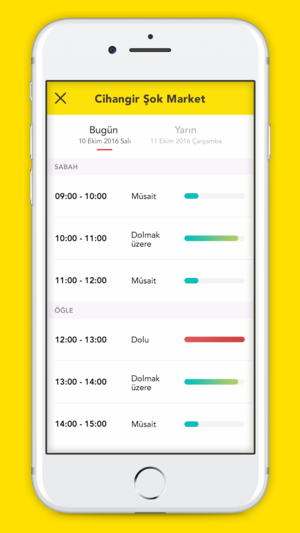 Cihangir Şok Market
Bugün Yarın
10 Ekim 2016 Salı 11 Ekim 2016 Çarşamba
SABAH
09:00 - 10:00 Müsait
10:00 - 11:00 Dolmak
üzere
11:00 - 12:00 Müsait
ÖĞLE
12:00 - 13:00 Dolu
13:00 - 14:00 Dolmak
üzere
14:00 - 15:00 Müsait